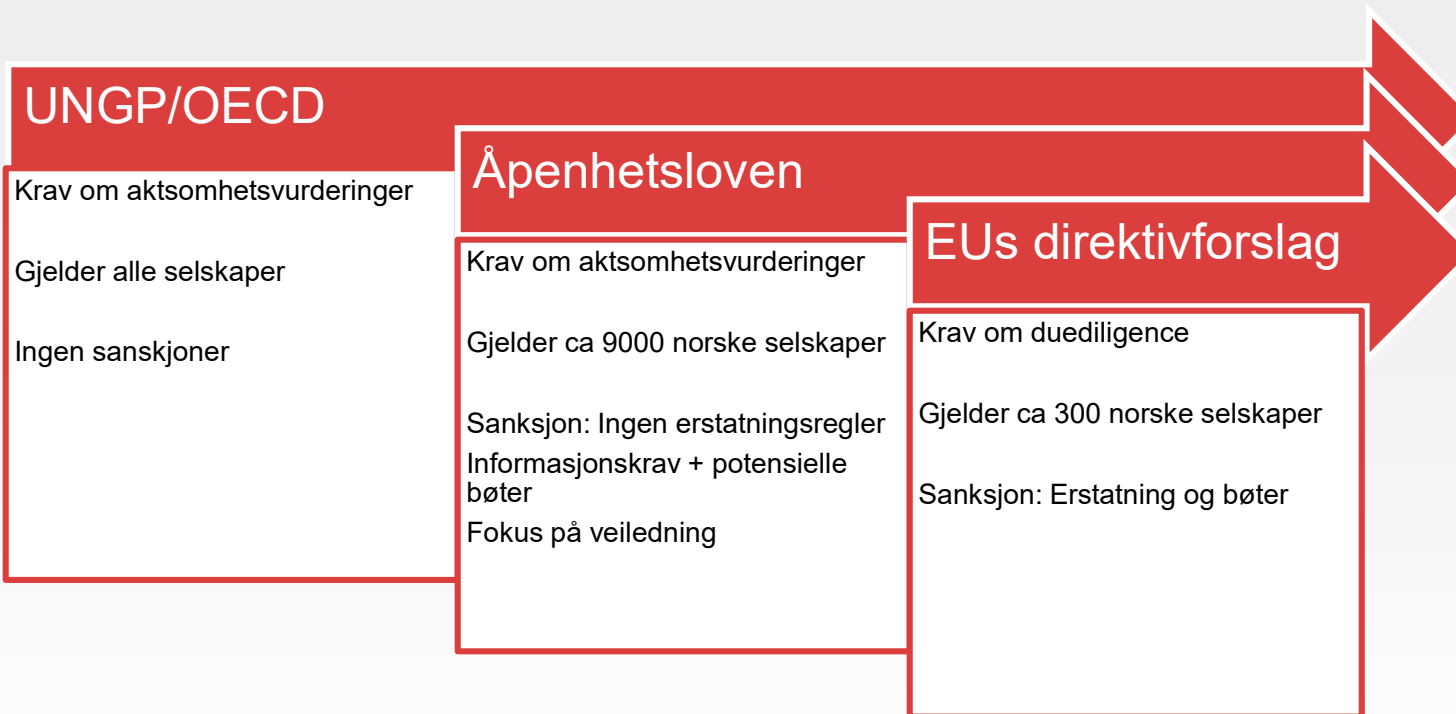 UNGP/OECD
Krav om aktsomhetsvurderinger
Gjelder alle selskaper
Ingen sanskjoner
Åpenhetsloven
Krav om aktsomhetsvurderinger
Gjelder ca 9000 norske selskaper
Sanksjon: Ingen erstatningsregler
Informasjonskrav + potensielle
bøter
Fokus på veiledning
EUs direktivforslag
Krav om duediligence
Gjelder ca 300 norske selskaper
Sanksjon: Erstatning og bøter